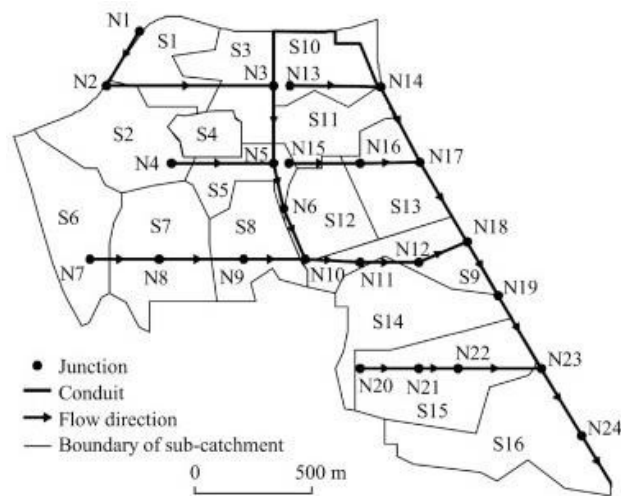 N1
S1
S3
S10
N2
N3
N13
N14
S2
S4
S11
N4
N5
N15
N16
N17
S5
S6
S7
S8
N6
S12
S13
N18
N7
N8
N9
N10
N11
N12
S9
N19
S14
N20
N21
N22
N23
S15
S16
N24
Junction
Conduit
Flow direction
Boundary of sub-catchment
0 500 m